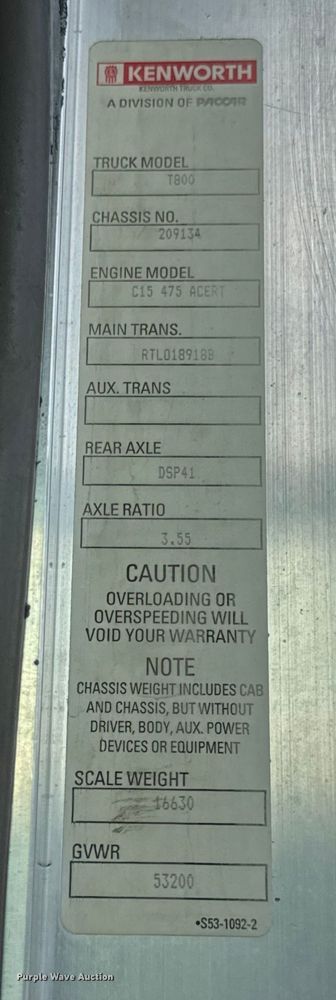 KENWORTH
KENWORTH TRUCK CO.
A DIVISION OF PACCAR
TRUCK MODEL
T800
CHASSIS NO.
209134
ENGINE MODEL
C15 475 ACERT
MAIN TRANS.
RTLO18918B
AUX. TRANS
REAR AXLE
DSP41
AXLE RATIO
3.55
CAUTION
OVERLOADING OR
OVERSPEEDING WILL
VOID YOUR WARRANTY
NOTE
CHASSIS WEIGHT INCLUDES CAB
AND CHASSIS, BUT WITHOUT
DRIVER, BODY, AUX. POWER
DEVICES OR EQUIPMENT
SCALE WEIGHT
16630
GVWR
53200
•S53-1092-2
Purple Wave Auction